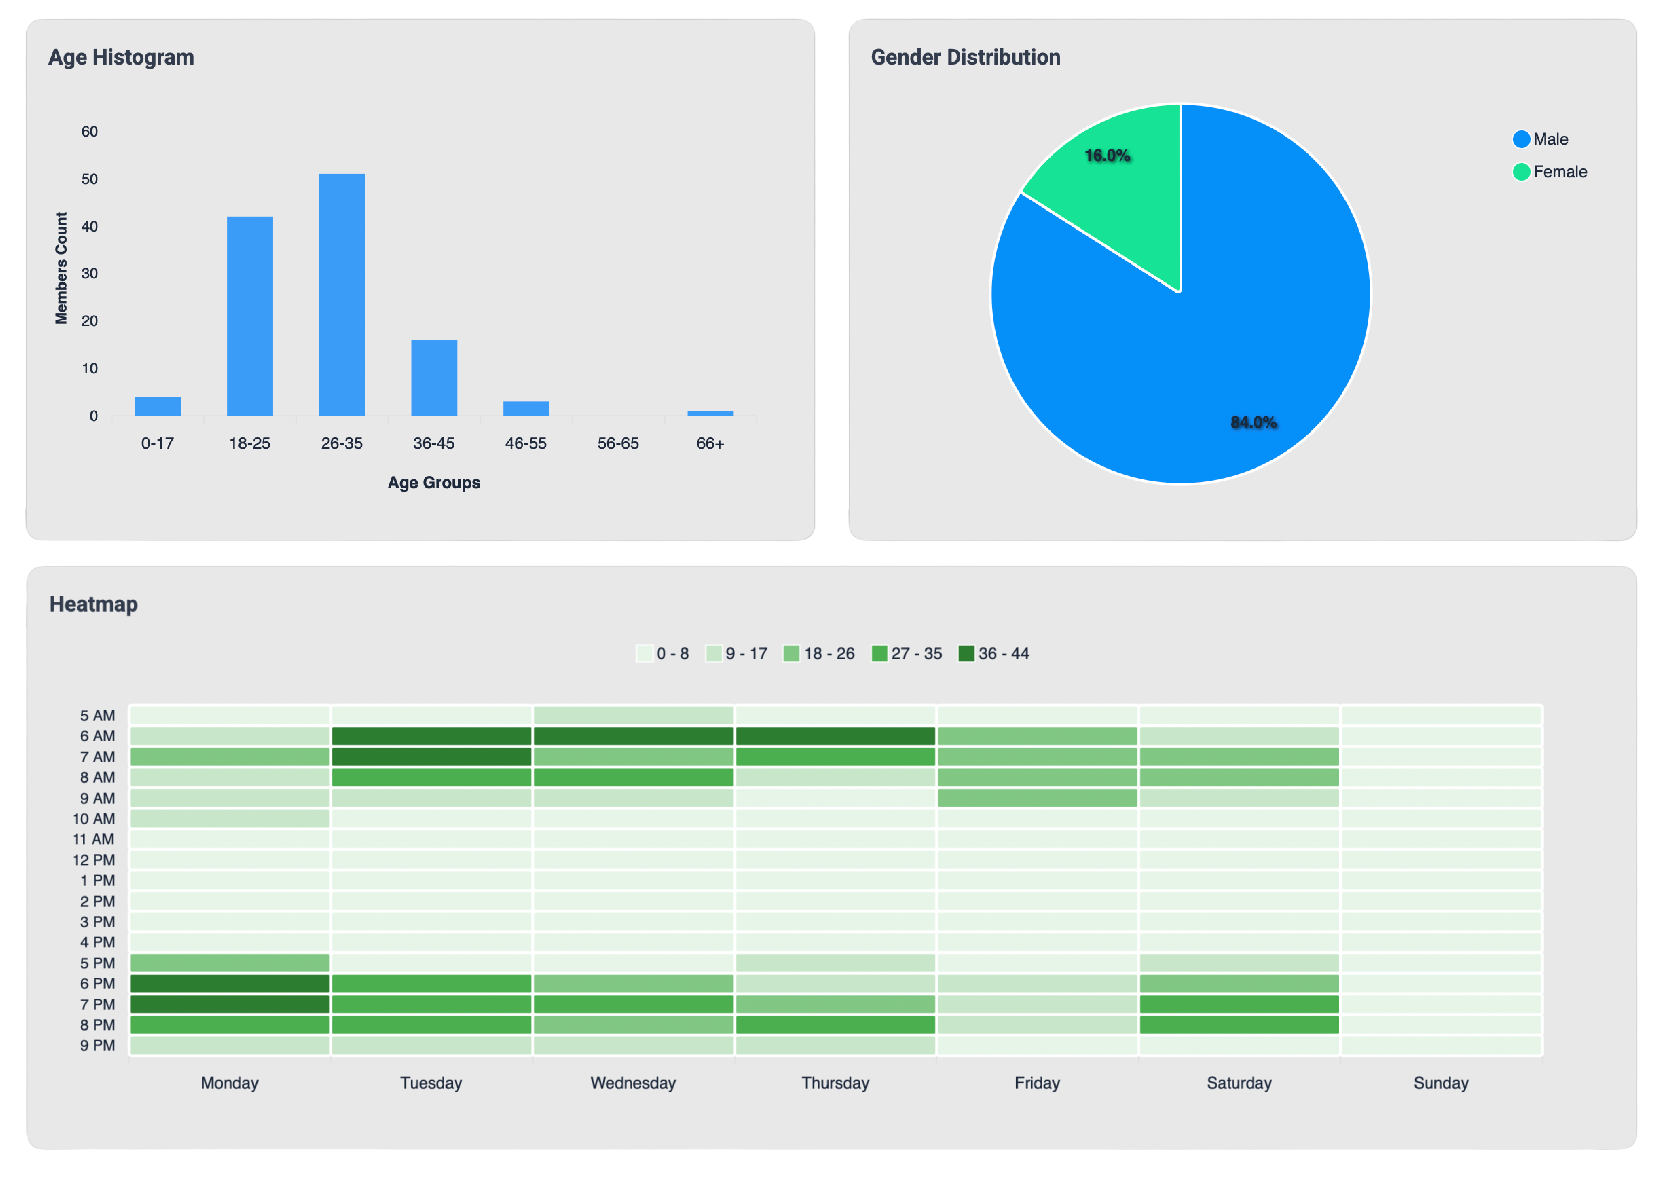 Age Histogram
60
50
40
30
20
10
0
Members Count
0-17 18-25 26-35 36-45 46-55 56-65 66+
Age Groups
Gender Distribution
16.0%
84.0%
Male
Female
Heatmap
0 - 8 9 - 17 18 - 26 27 - 35 36 - 44
5 AM
6 AM
7 AM
8 AM
9 AM
10 AM
11 AM
12 PM
1 PM
2 PM
3 PM
4 PM
5 PM
6 PM
7 PM
8 PM
9 PM
Monday Tuesday Wednesday Thursday Friday Saturday Sunday